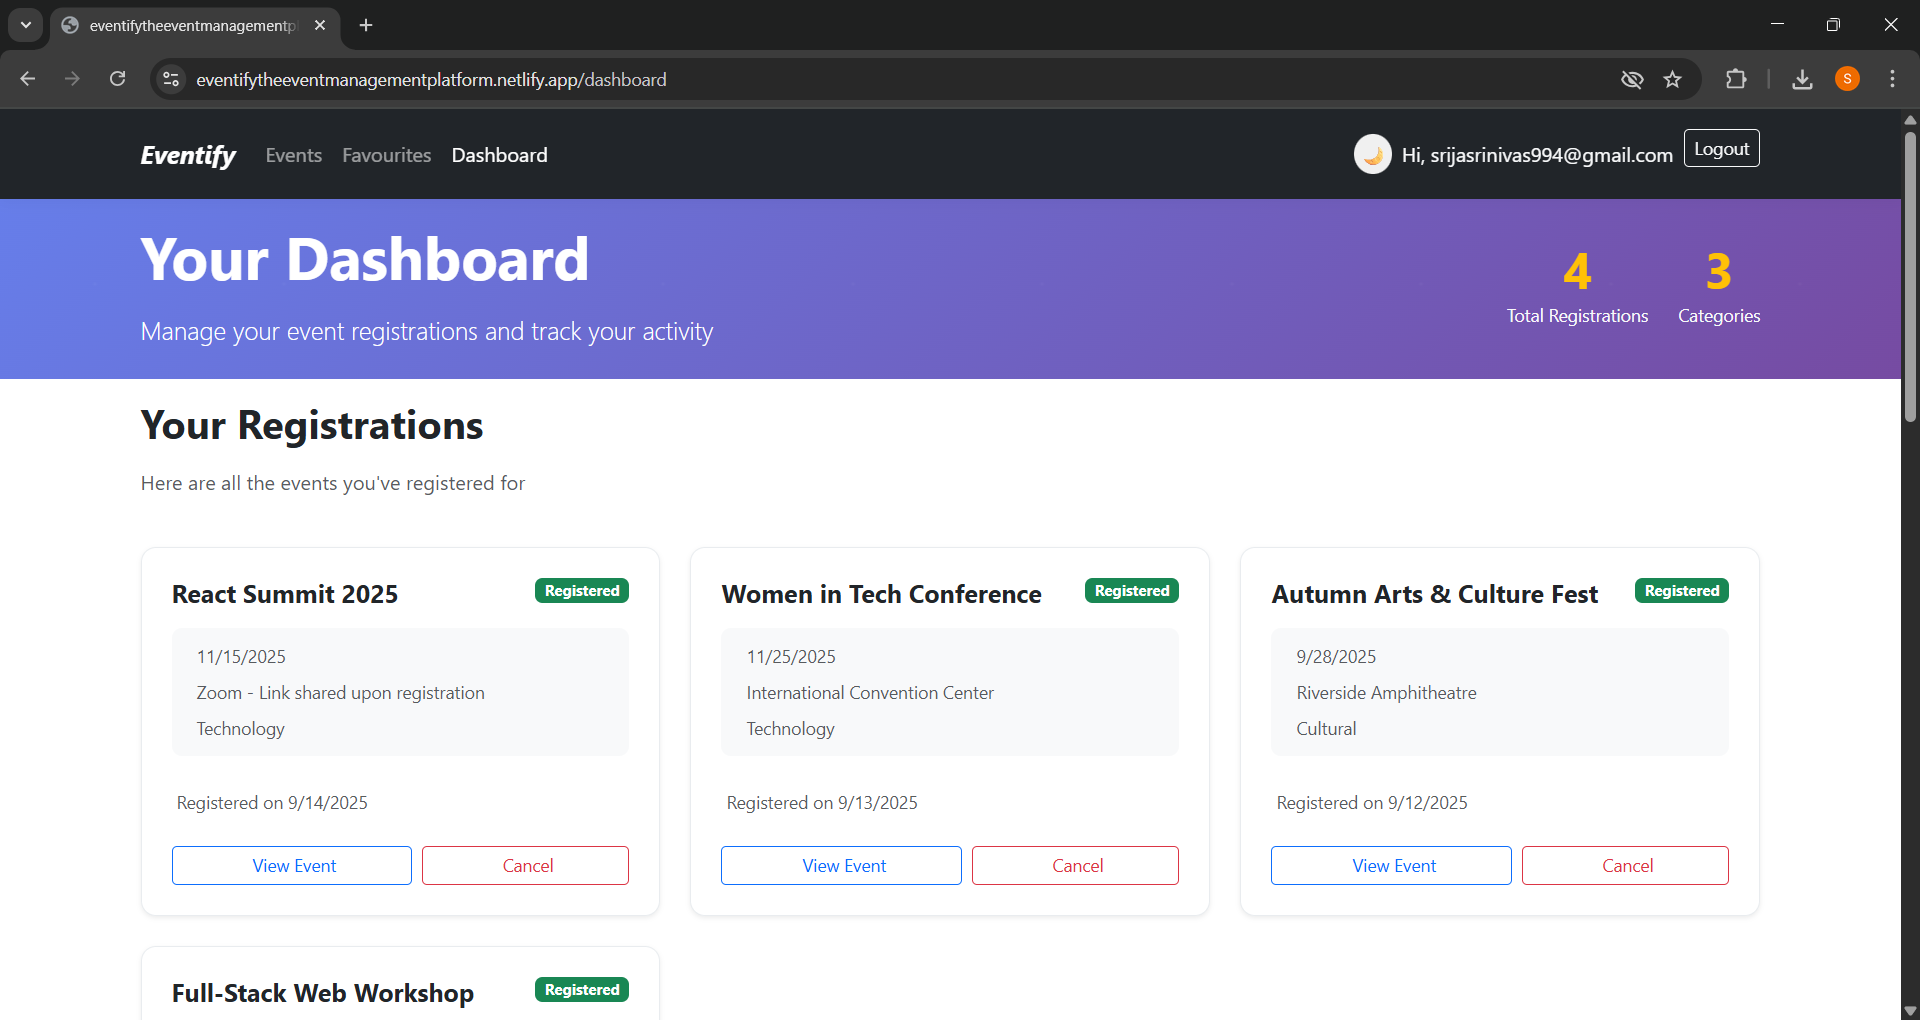 eventifytheeventmanagementpl
eventifytheeventmanagementplatform.netlify.app/dashboard
S
Eventify Events Favourites Dashboard
Hi, srijasrinivas994@gmail.com Logout
Your Dashboard
4 3
Total Registrations Categories
Manage your event registrations and track your activity
Your Registrations
Here are all the events you've registered for
React Summit 2025 Registered
11/15/2025
Zoom - Link shared upon registration
Technology
Registered on 9/14/2025
View Event Cancel
Women in Tech Conference Registered
11/25/2025
International Convention Center
Technology
Registered on 9/13/2025
View Event Cancel
Autumn Arts & Culture Fest Registered
9/28/2025
Riverside Amphitheatre
Cultural
Registered on 9/12/2025
View Event Cancel
Full-Stack Web Workshop Registered